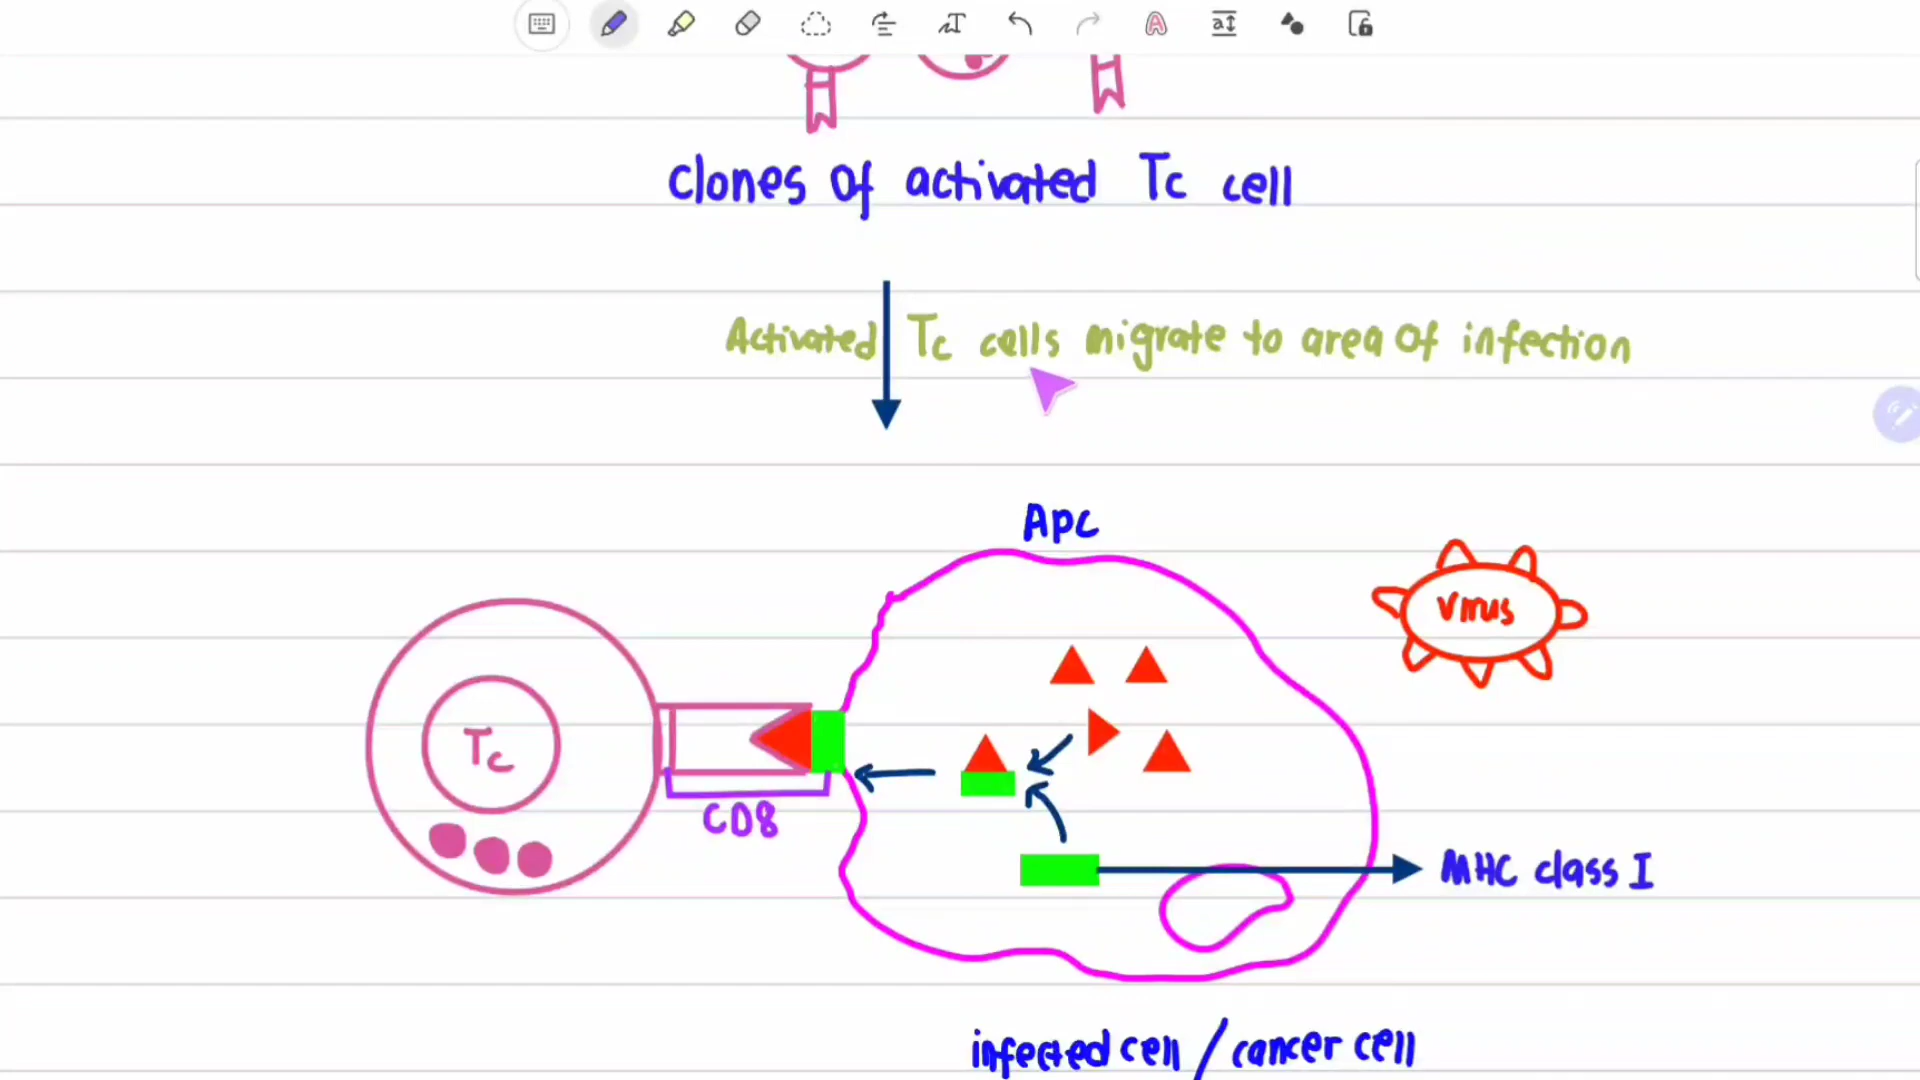 clones of activated Tc cell
Activated Tc cells migrate to area of infection
APC
virus
Tc
CD8
MHC class I
infected cell / cancer cell